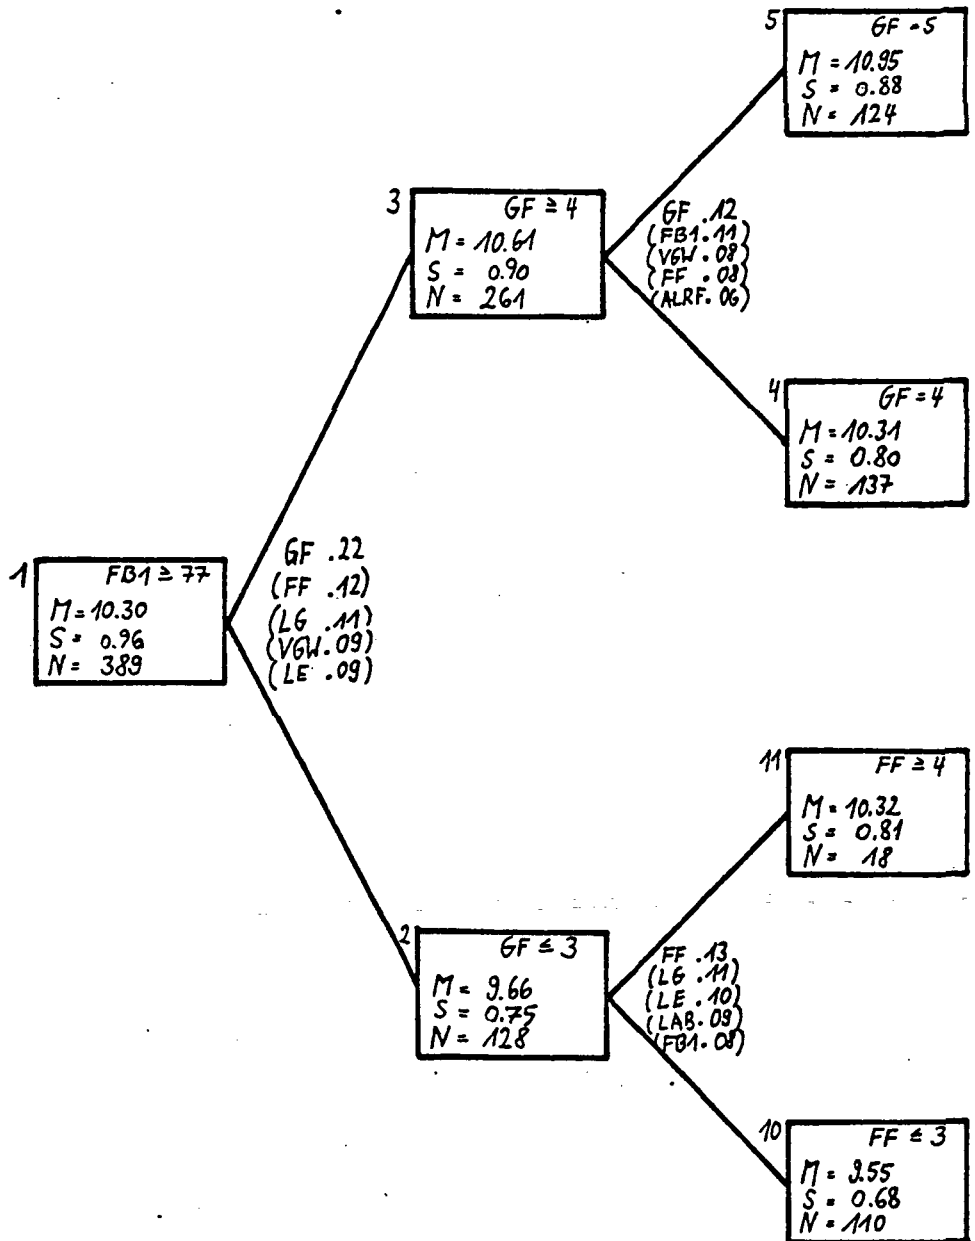 5
GF = 5
M = 10.95
S = 0.88
N = 124
3
GF ≥ 4
M = 10.61
S = 0.90
N = 261
GF .12
(FB1 .11)
(VGW .08)
(FF .08)
(ALRF .06)
4
GF = 4
M = 10.31
S = 0.80
N = 137
1
FB1 ≥ 77
M = 10.30
S = 0.96
N = 389
GF .22
(FF .12)
(LG .11)
(VGW .09)
(LE .09)
11
FF ≥ 4
M = 10.32
S = 0.81
N = 18
2
GF ≤ 3
M = 9.66
S = 0.75
N = 128
FF .13
(LG .11)
(LE .10)
(LAB .09)
(FB1 .08)
10
FF ≤ 3
M = 9.55
S = 0.68
N = 110